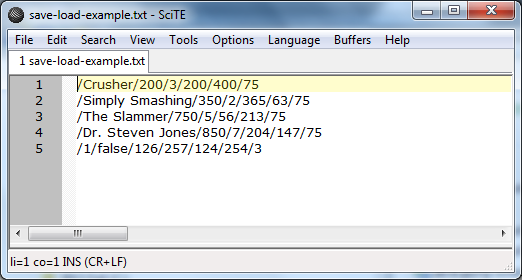 save-load-example.txt - SciTE
File Edit Search View Tools Options Language Buffers Help
1 save-load-example.txt
1 /Crusher/200/3/200/400/75
2 /Simply Smashing/350/2/365/63/75
3 /The Slammer/750/5/56/213/75
4 /Dr. Steven Jones/850/7/204/147/75
5 /1/false/126/257/124/254/3
li=1 co=1 INS (CR+LF)